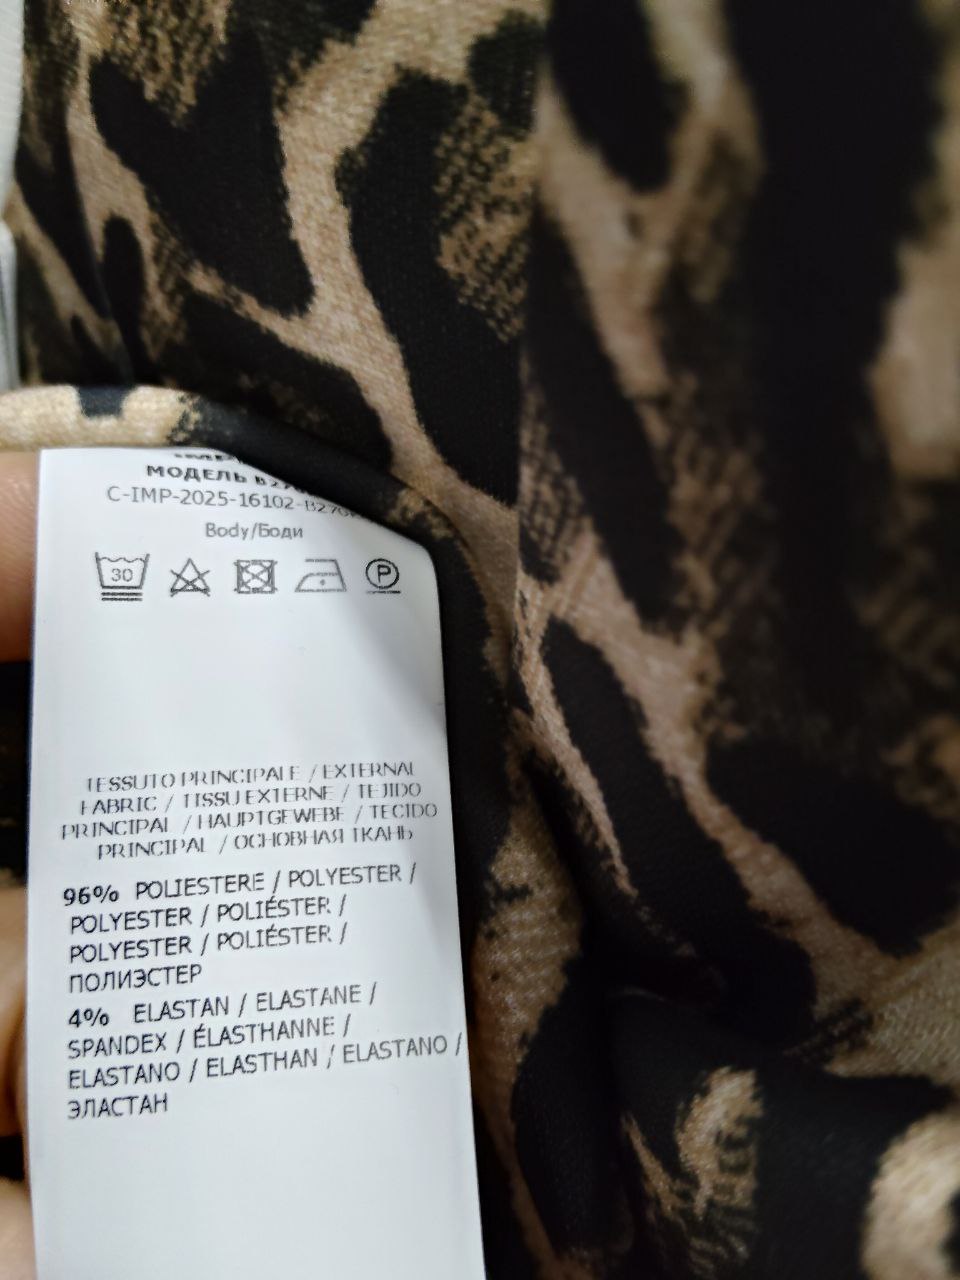 МОДЕЛЬ
C-IMP-2025-16102-B270
Body/Боди
30
P
TESSUTO PRINCIPALE / EXTERNAL
FABRIC / TISSU EXTERNE / TEJIDO
PRINCIPAL / HAUPTGEWEBE / TECIDO
PRINCIPAL / ОСНОВНАЯ ТКАНЬ
96% POLIESTERE / POLYESTER /
POLYESTER / POLIÉSTER /
POLYESTER / POLIÉSTER /
ПОЛИЭСТЕР
4% ELASTAN / ELASTANE /
SPANDEX / ÉLASTHANNE /
ELASTANO / ELASTHAN / ELASTANO /
ЭЛАСТАН